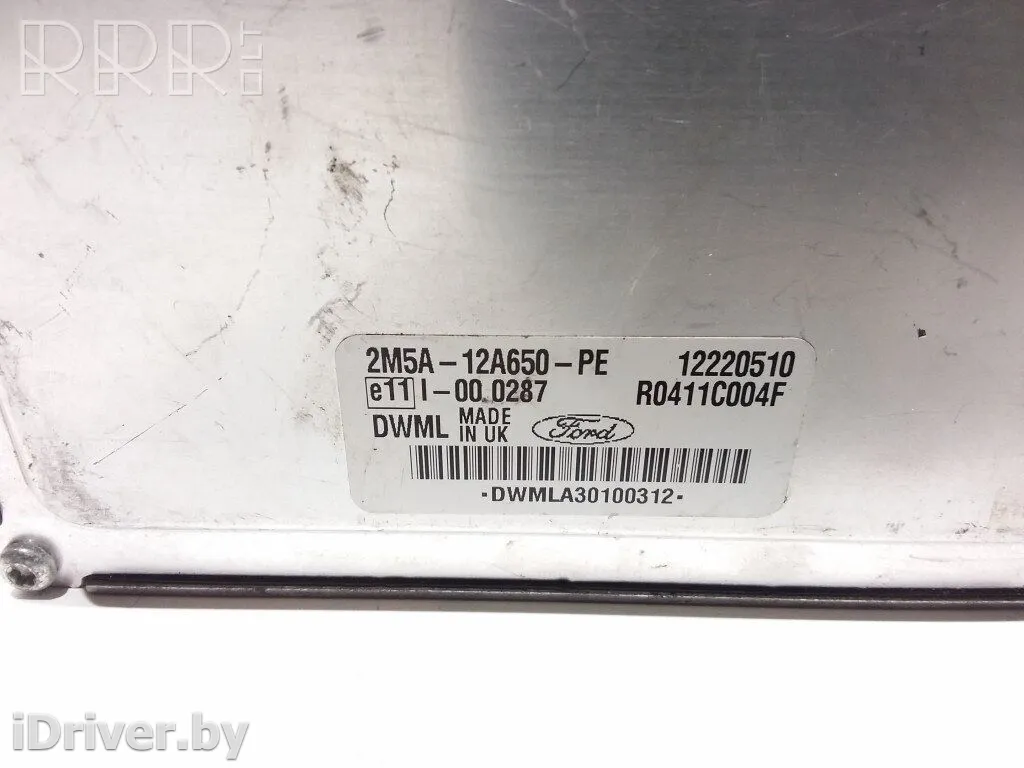 RRR.LT
2M5A-12A650-PE 12220510
e11 I-00.0287 R0411C004F
DWML MADE IN UK Ford
-DWMLA30100312-
iDriver.by